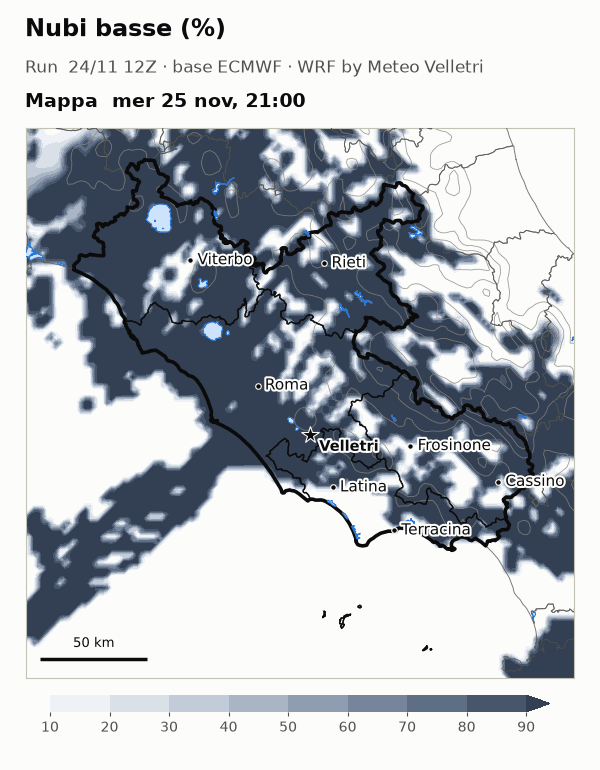 Nubi basse (%)
Run  24/11 12Z · base ECMWF · WRF by Meteo Velletri
Mappa  mer 25 nov, 21:00
Viterbo
Rieti
Roma
Velletri
Frosinone
Latina
Cassino
Terracina
50 km
10 20 30 40 50 60 70 80 90